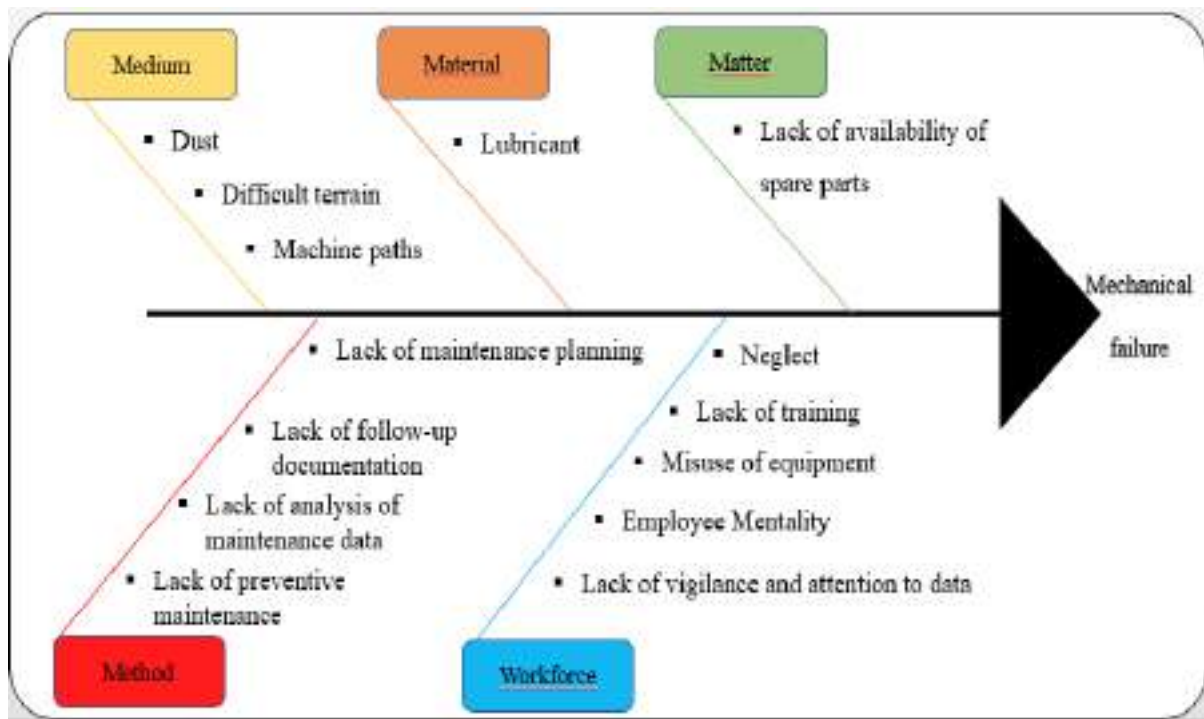 Medium
Material
Matter
▪ Dust
▪ Difficult terrain
▪ Machine paths
▪ Lubricant
▪ Lack of availability of
spare parts
Mechanical
failure
▪ Lack of maintenance planning
▪ Lack of follow-up
documentation
▪ Lack of analysis of
maintenance data
▪ Lack of preventive
maintenance
▪ Neglect
▪ Lack of training
▪ Misuse of equipment
▪ Employee Mentality
▪ Lack of vigilance and attention to data
Method
Workforce